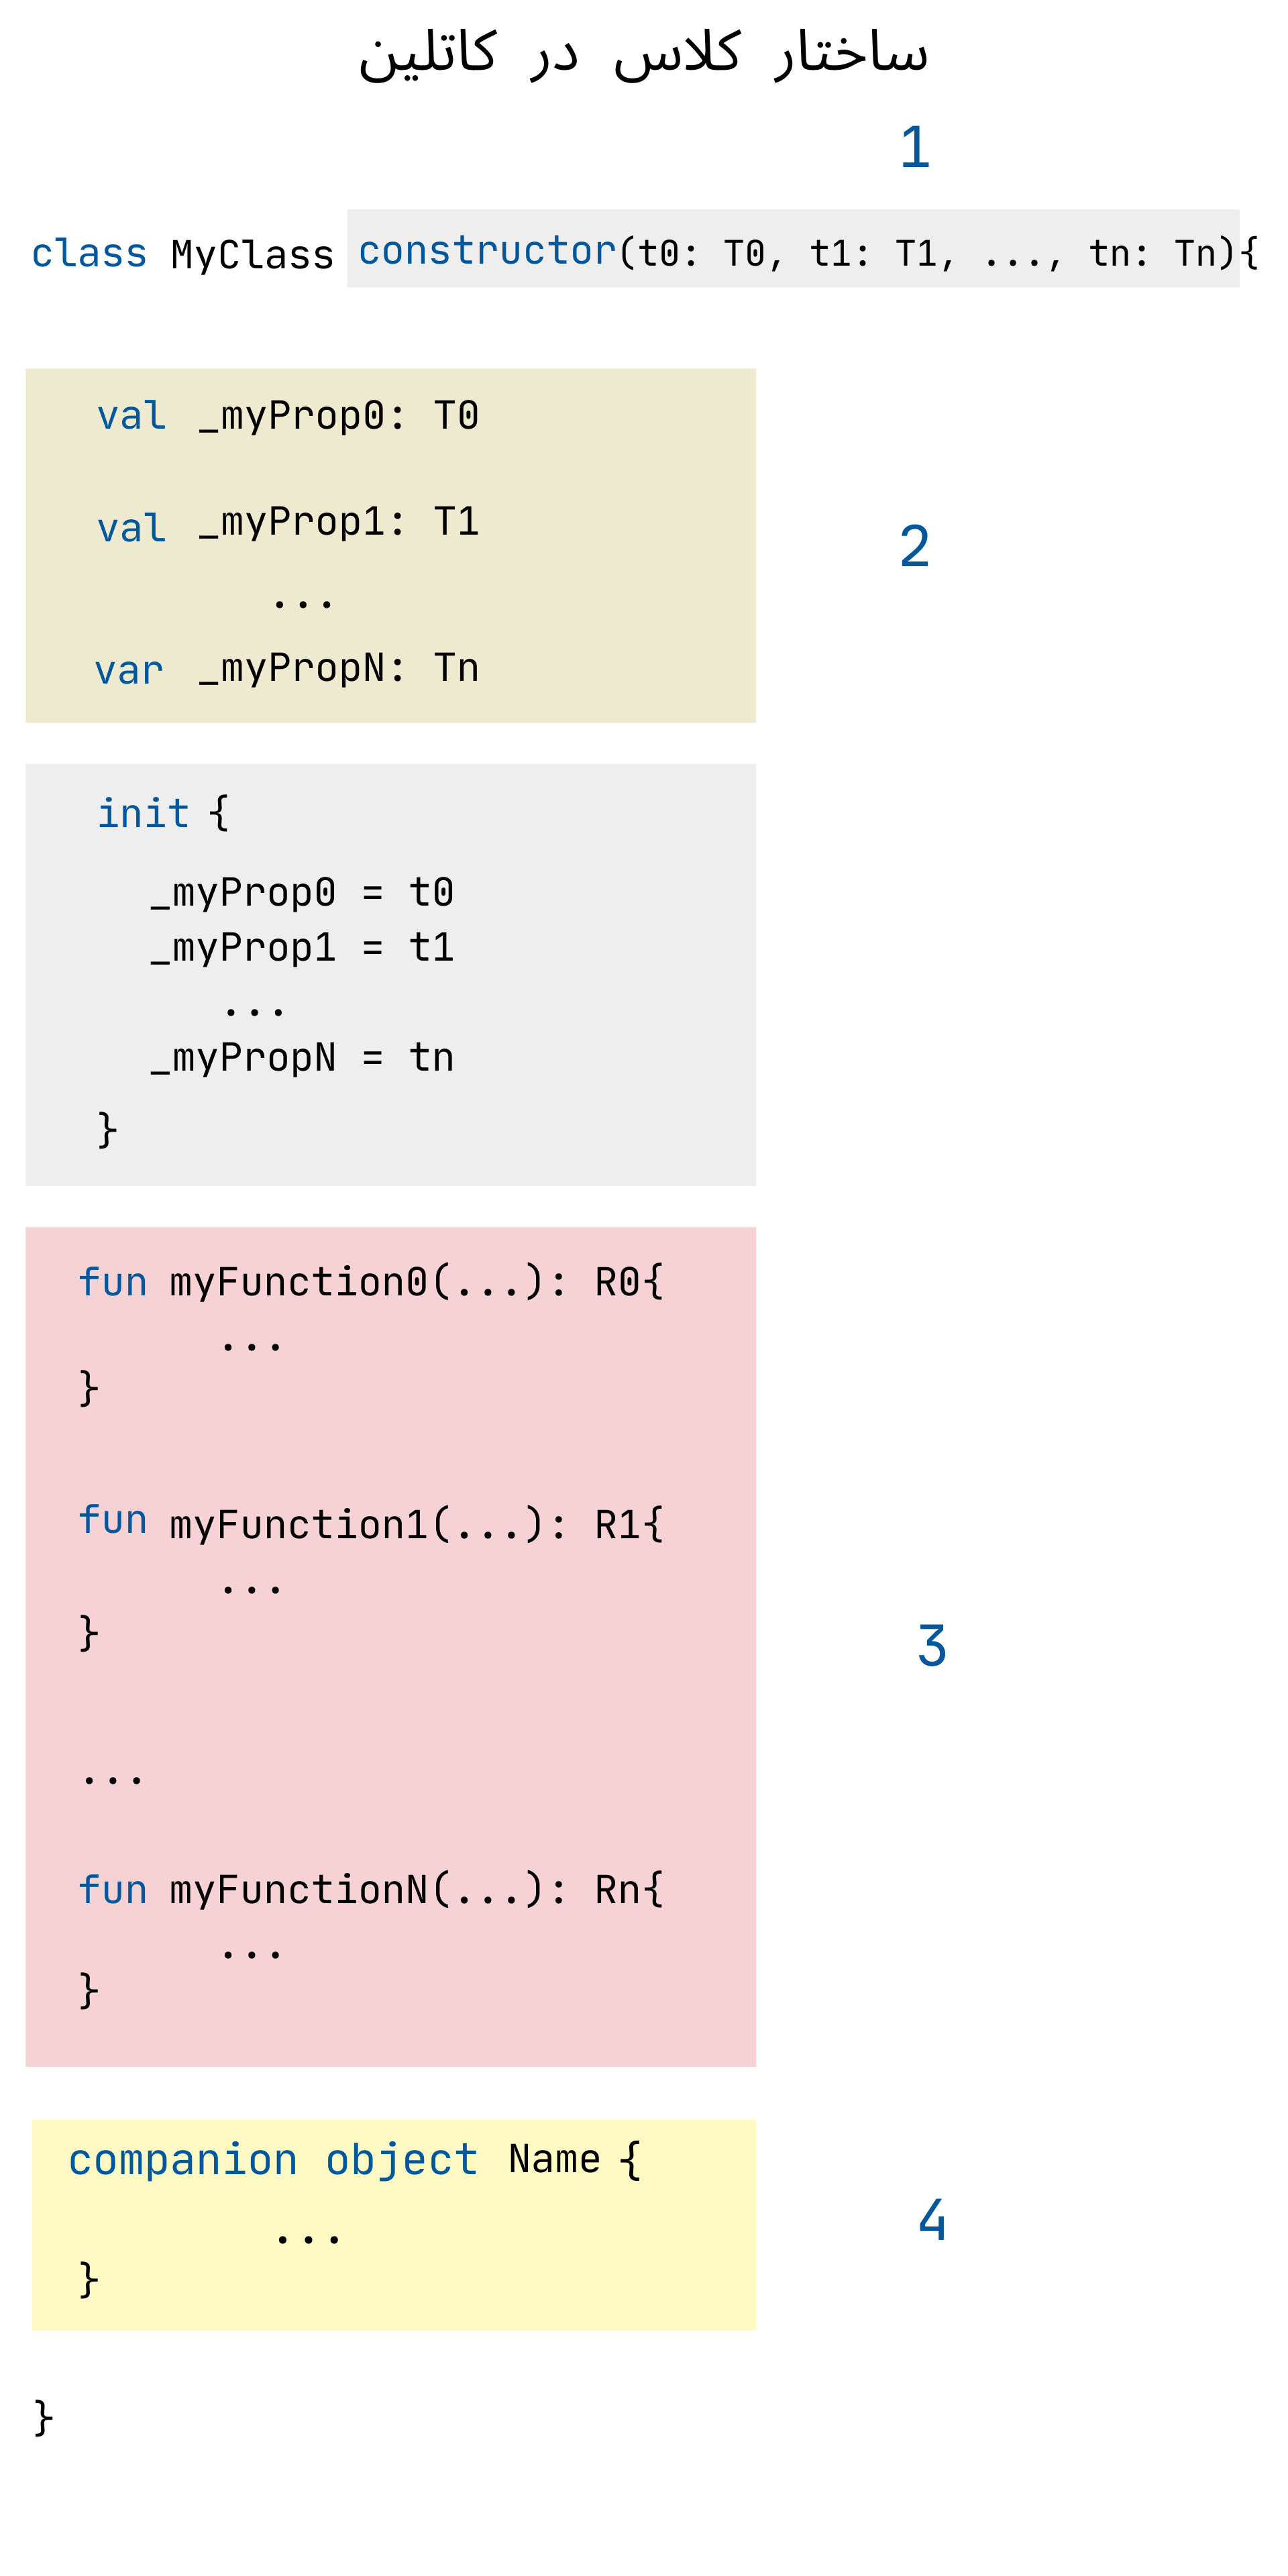 ساختار کلاس در کاتلین
1
class MyClass constructor(t0: T0, t1: T1, ..., tn: Tn){
val _myProp0: T0
val _myProp1: T1
2
...
var _myPropN: Tn
init {
_myProp0 = t0
_myProp1 = t1
...
_myPropN = tn
}
fun myFunction0(...): R0{
...
}
fun myFunction1(...): R1{
...
}
3
...
fun myFunctionN(...): Rn{
...
}
companion object Name {
4
...
}
}